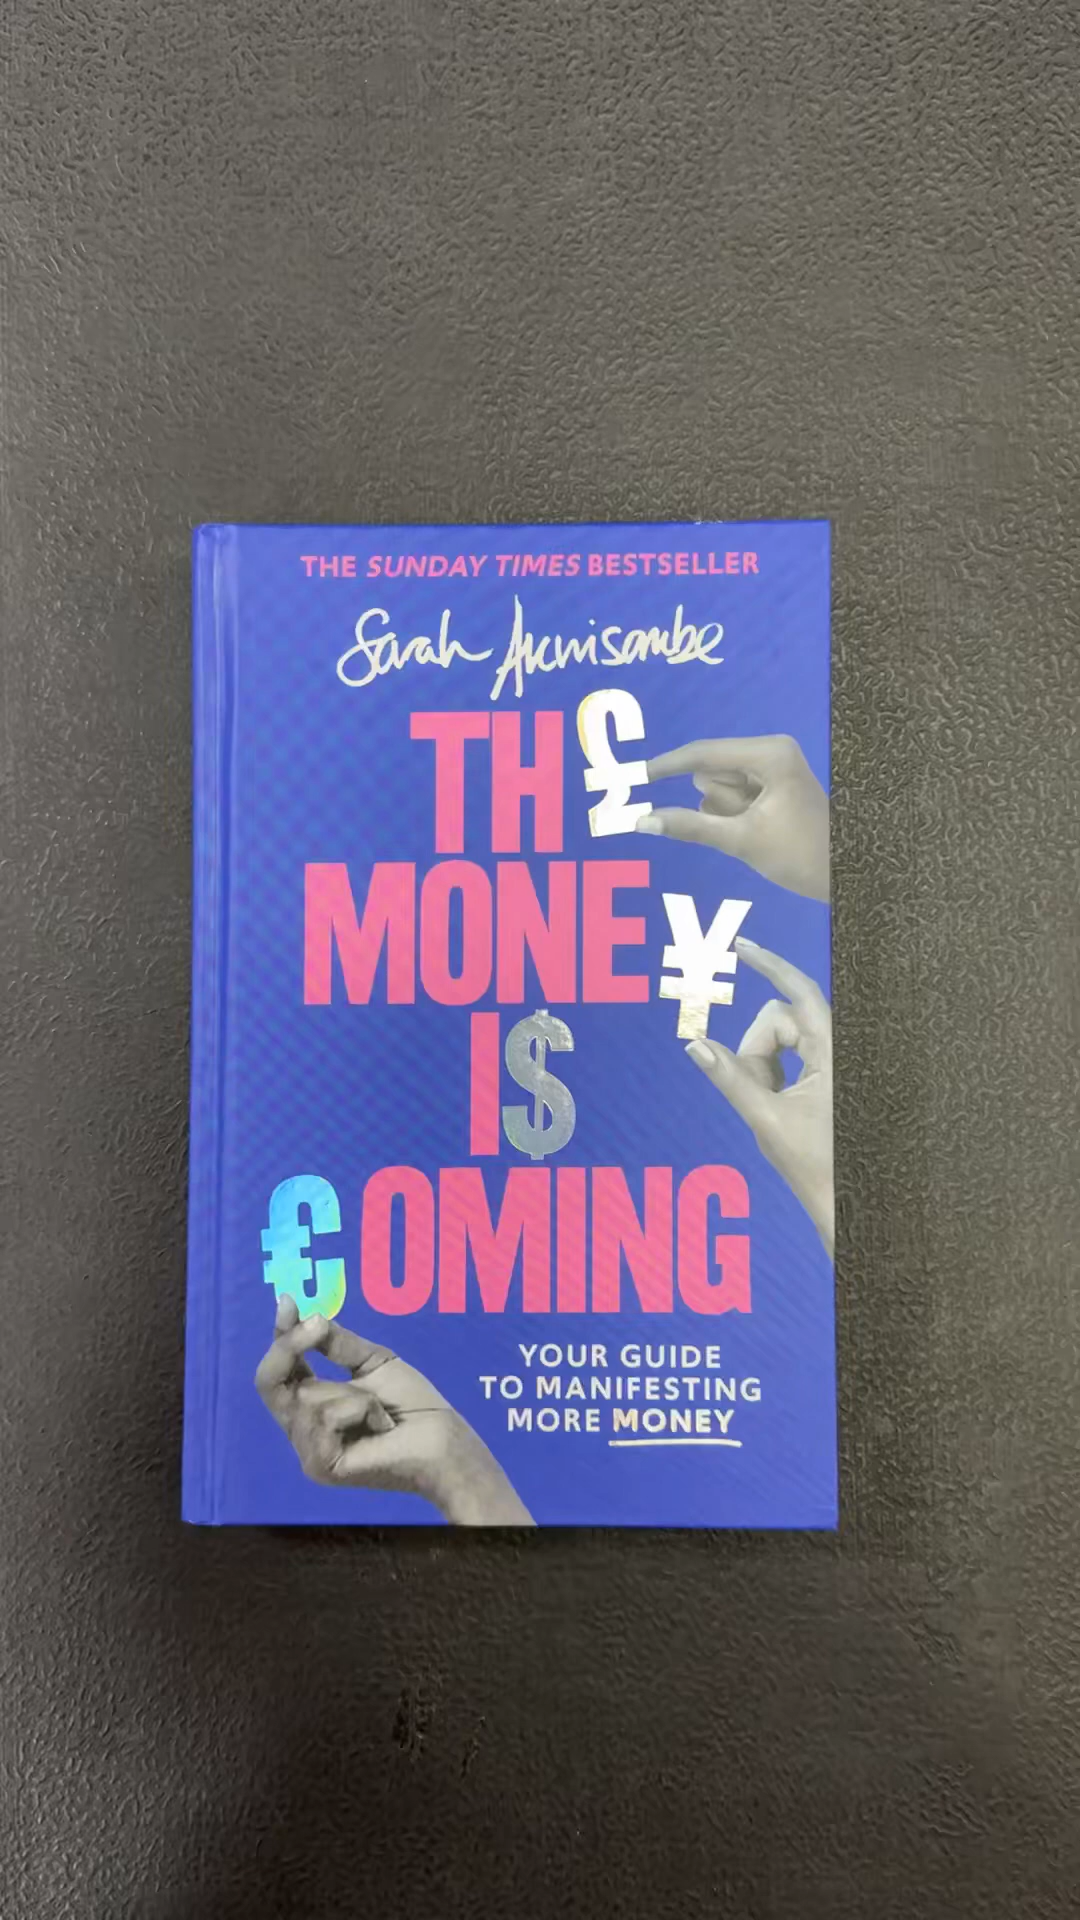 THE SUNDAY TIMES BESTSELLER
Sarah Akwisombe
TH£
MONE¥
I$
€OMING
YOUR GUIDE
TO MANIFESTING
MORE MONEY